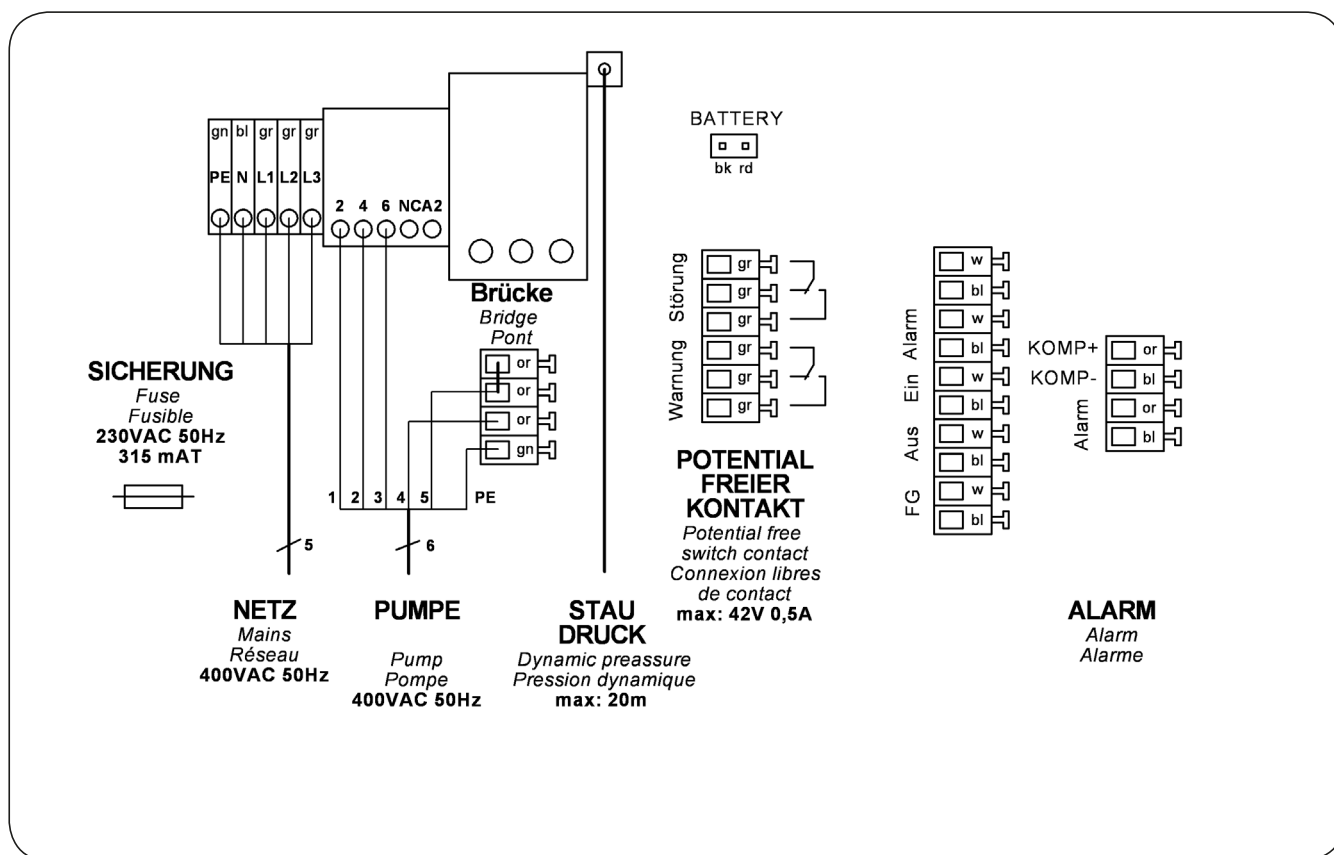 gn bl gr gr gr
PE N L1 L2 L3
2 4 6 NCA2
Brücke
Bridge
Pont
or
or
or
gn
SICHERUNG
Fuse
Fusible
230VAC 50Hz
315 mAT
1 2 3 4 5 PE
5
6
NETZ
Mains
Réseau
400VAC 50Hz
PUMPE
Pump
Pompe
400VAC 50Hz
STAU
DRUCK
Dynamic preassure
Pression dynamique
max: 20m
BATTERY
bk rd
Störung
gr
gr
gr
Warnung
gr
gr
gr
POTENTIAL
FREIER
KONTAKT
Potential free
switch contact
Connexion libres
de contact
max: 42V 0,5A
w
bl
Alarm
w
bl
Ein
w
bl
Aus
w
bl
FG
w
bl
KOMP+ or
KOMP- bl
Alarm
or
bl
ALARM
Alarm
Alarme